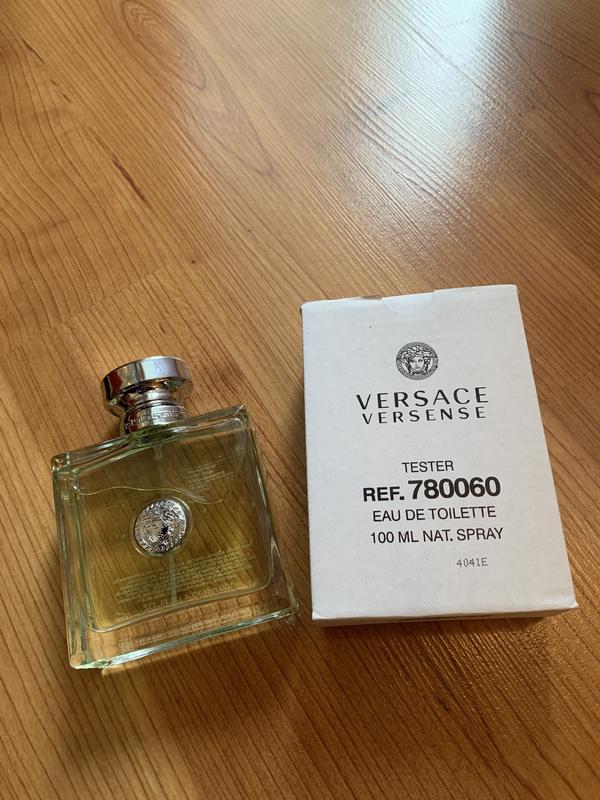 VERSACE
VERSENSE
TESTER
REF. 780060
EAU DE TOILETTE
100 ML NAT. SPRAY
4041E